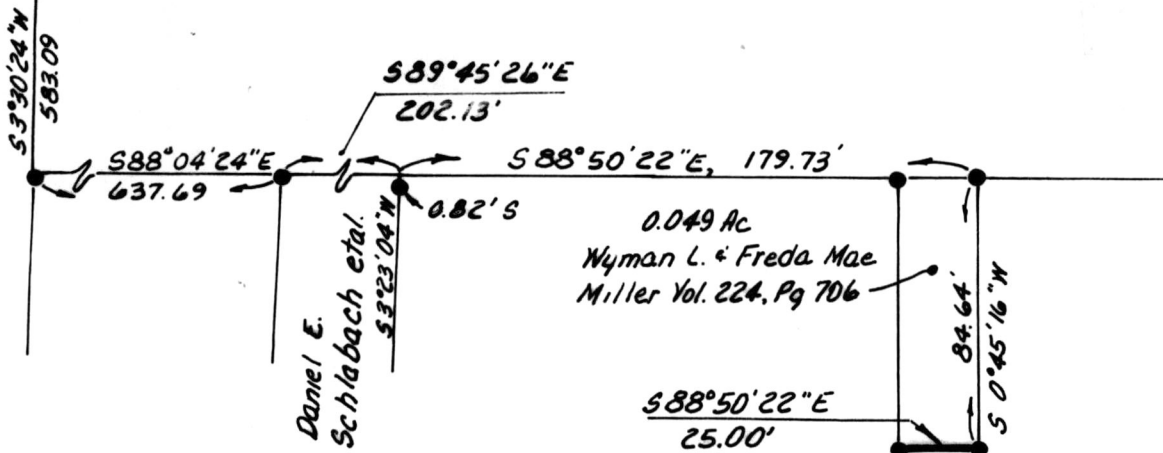 S3°30'24"W
583.09
S88°04'24"E
637.69
S89°45'26"E
202.13'
S88°50'22"E, 179.73'
0.82' S
Daniel E.
Schlabach etal.
S3°23'04"W
0.049 Ac
Wyman L. & Freda Mae
Miller Vol. 224, Pg 706
84.64'
S 0°45'16"W
S88°50'22"E
25.00'